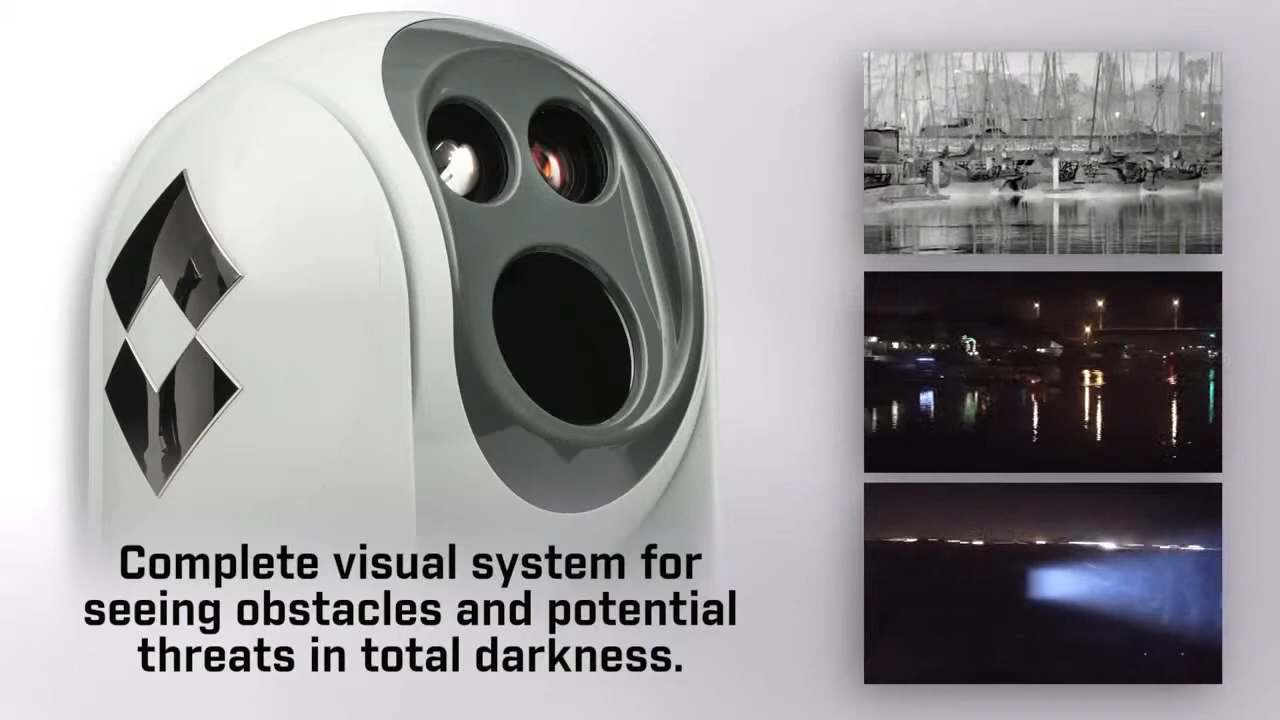 Complete visual system for
seeing obstacles and potential
threats in total darkness.